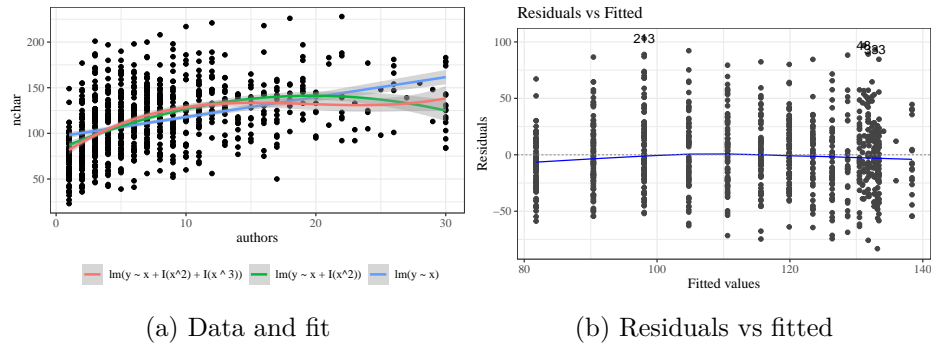 Residuals vs Fitted
200
150
100
50
nchar
0
10
20
30
authors
lm(y ~ x + I(x^2) + I(x ^ 3))
lm(y ~ x + I(x^2))
lm(y ~ x)
100
50
0
−50
Residuals
80
100
120
140
Fitted values
(a) Data and fit
(b) Residuals vs fitted